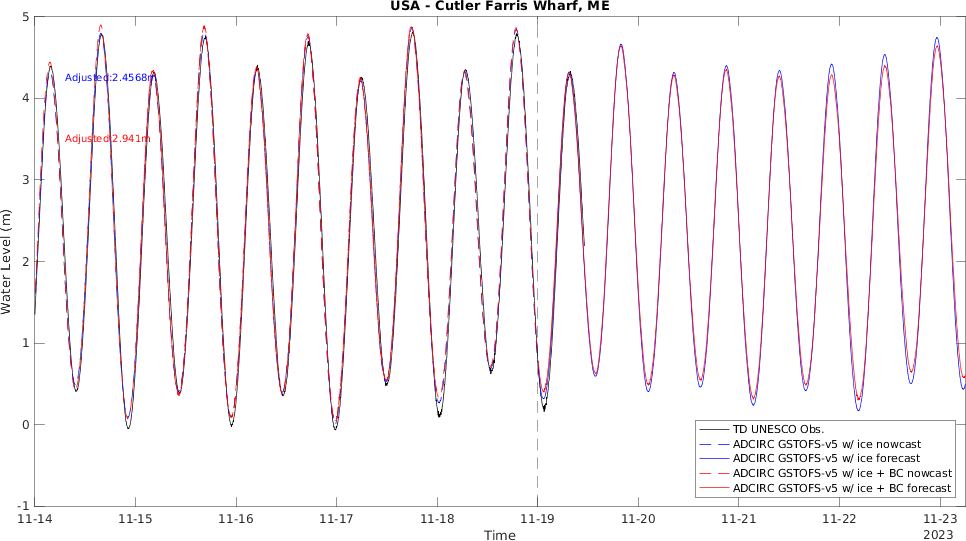 USA - Cutler Farris Wharf, ME
5
4
3
2
1
0
-1
Water Level (m)
Adjusted:2.4568m
Adjusted:2.941m
TD UNESCO Obs.
ADCIRC GSTOFS-v5 w/ ice nowcast
ADCIRC GSTOFS-v5 w/ ice forecast
ADCIRC GSTOFS-v5 w/ ice + BC nowcast
ADCIRC GSTOFS-v5 w/ ice + BC forecast
11-14 11-15 11-16 11-17 11-18 11-19 11-20 11-21 11-22 11-23
Time
2023